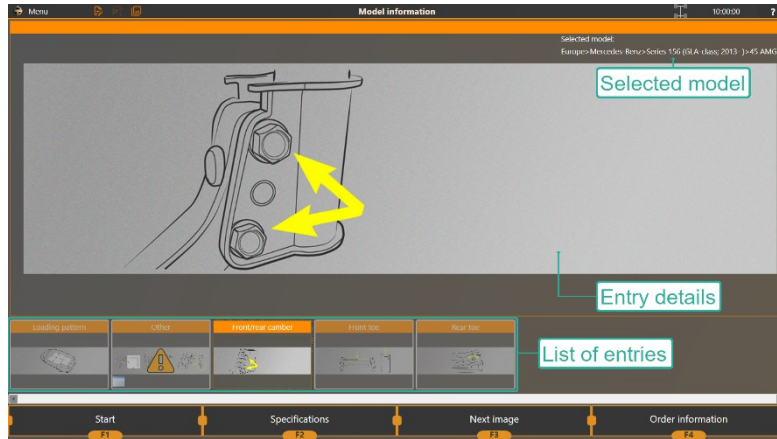 Menu
Model information
10:00:00
?
Selected model:
Europe>Mercedes-Benz>Series 156 (GLA-class; 2013- )>45 AMG
Selected model
Entry details
Loading pattern
Other
Front/rear camber
Front toe
Rear toe
List of entries
Start
Specifications
Next image
Order information
F1
F2
F3
F4